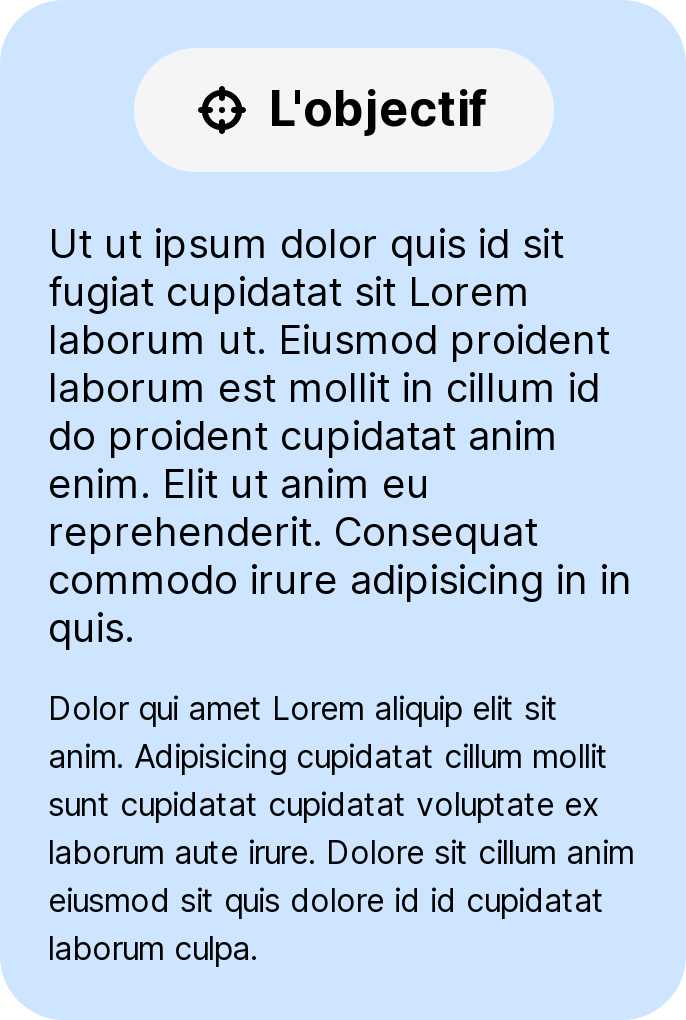 L'objectif
Ut ut ipsum dolor quis id sit
fugiat cupidatat sit Lorem
laborum ut. Eiusmod proident
laborum est mollit in cillum id
do proident cupidatat anim
enim. Elit ut anim eu
reprehenderit. Consequat
commodo irure adipisicing in in
quis.
Dolor qui amet Lorem aliquip elit sit
anim. Adipisicing cupidatat cillum mollit
sunt cupidatat cupidatat voluptate ex
laborum aute irure. Dolore sit cillum anim
eiusmod sit quis dolore id id cupidatat
laborum culpa.